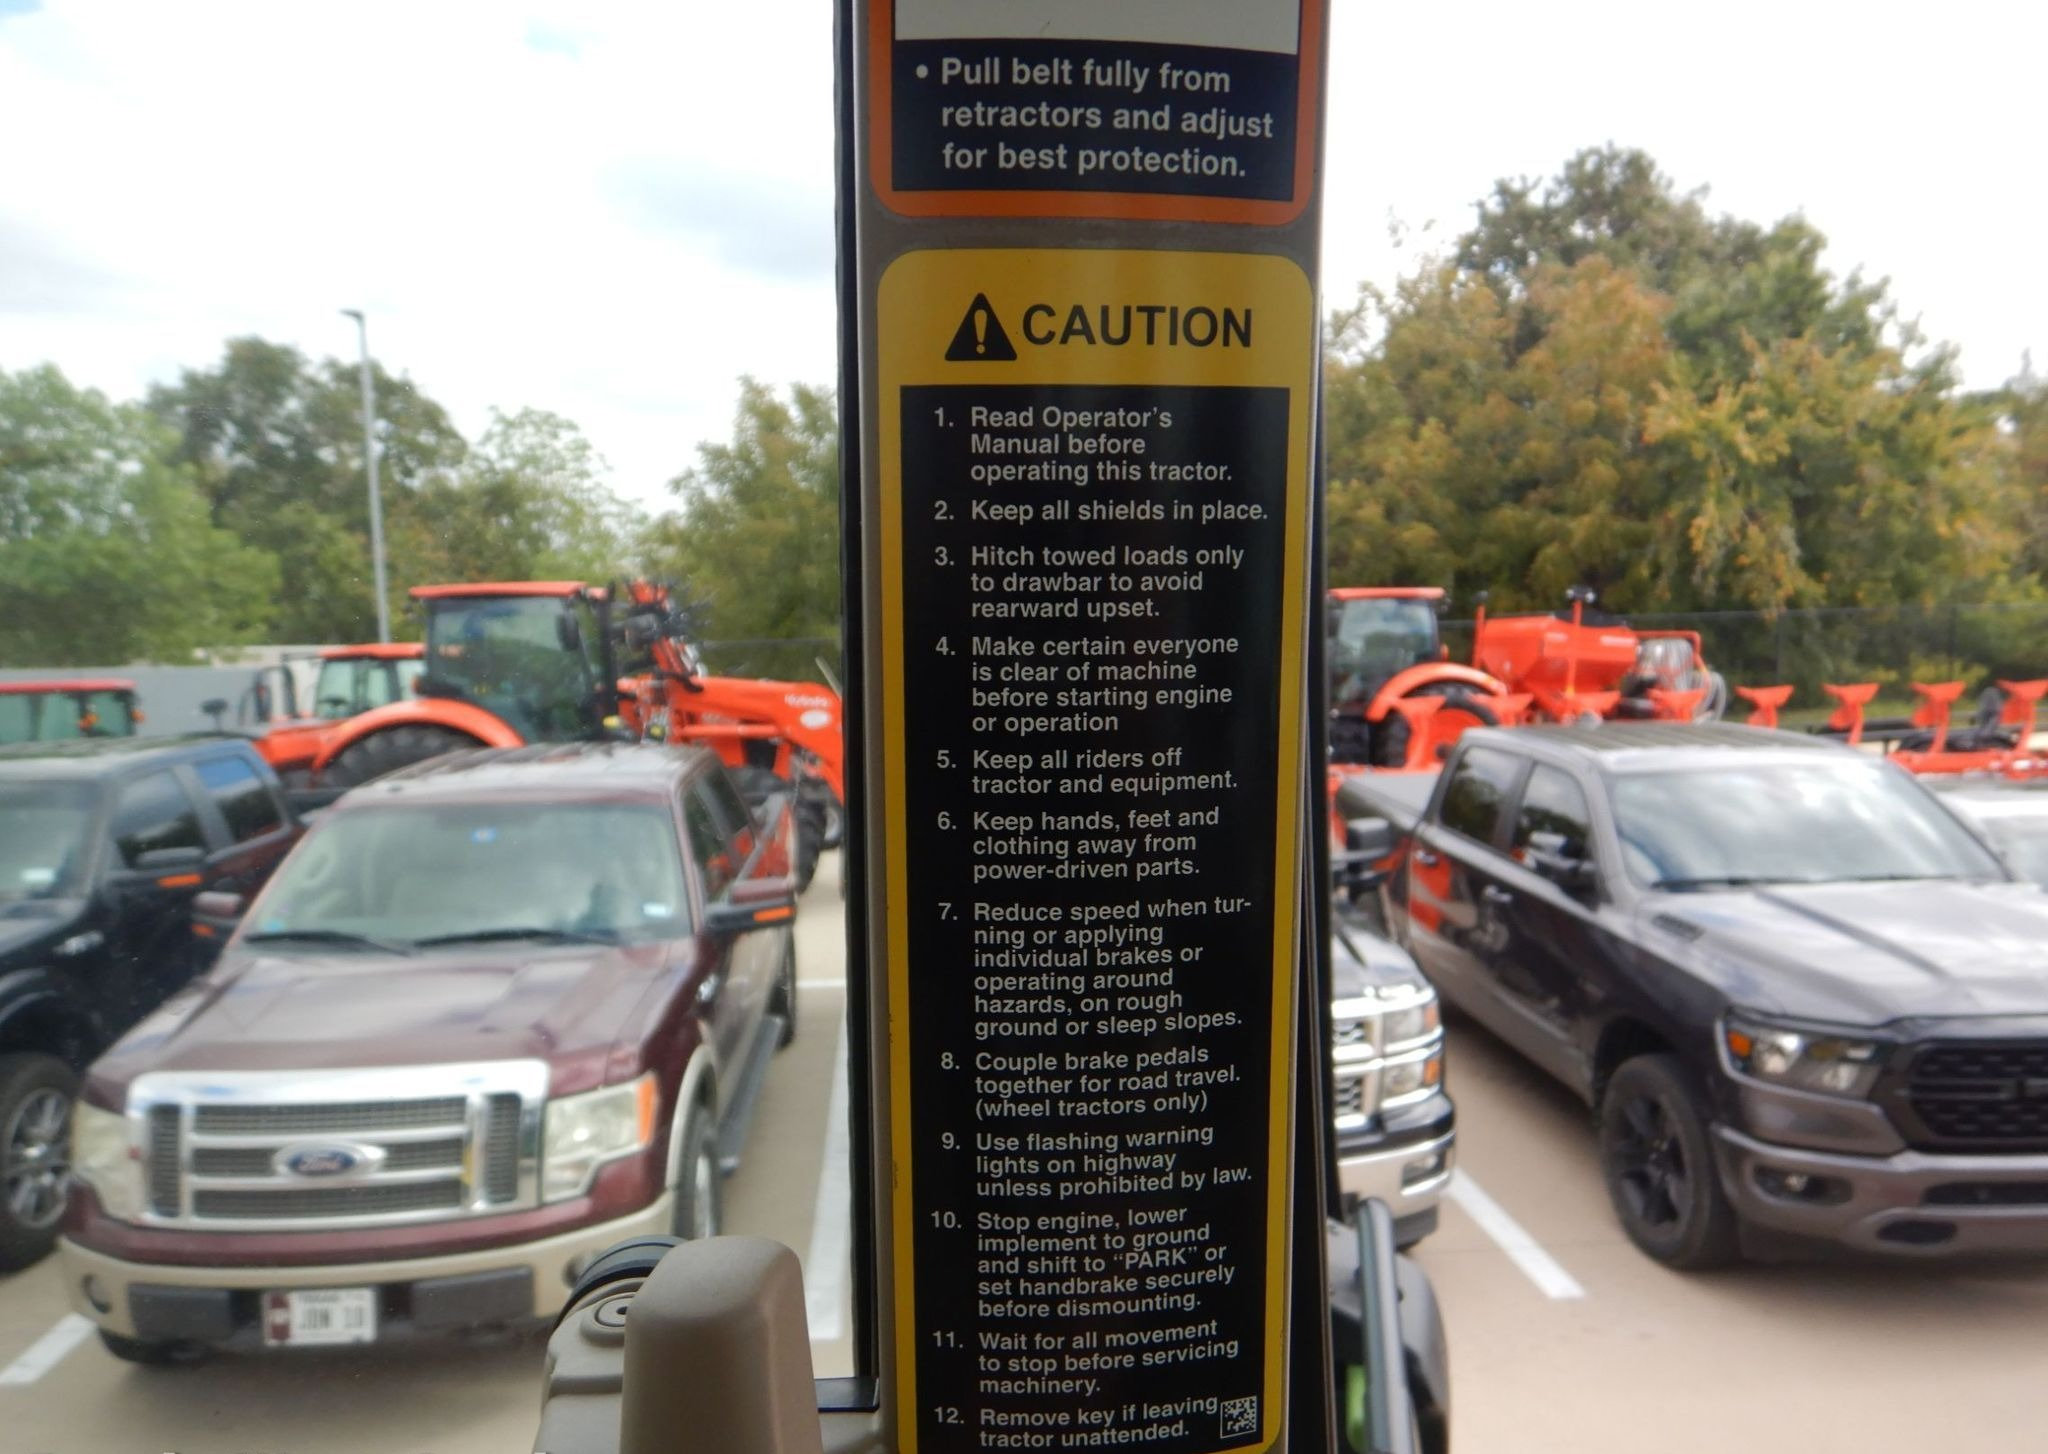 • Pull belt fully from
retractors and adjust
for best protection.
CAUTION
1. Read Operator's
Manual before
operating this tractor.
2. Keep all shields in place.
3. Hitch towed loads only
to drawbar to avoid
rearward upset.
4. Make certain everyone
is clear of machine
before starting engine
or operation
5. Keep all riders off
tractor and equipment.
6. Keep hands, feet and
clothing away from
power-driven parts.
7. Reduce speed when tur-
ning or applying
individual brakes or
operating around
hazards, on rough
ground or sleep slopes.
8. Couple brake pedals
together for road travel.
(wheel tractors only)
9. Use flashing warning
lights on highway
unless prohibited by law.
10. Stop engine, lower
implement to ground
and shift to "PARK" or
set handbrake securely
before dismounting.
11. Wait for all movement
to stop before servicing
machinery.
12. Remove key if leaving
tractor unattended.
Ford